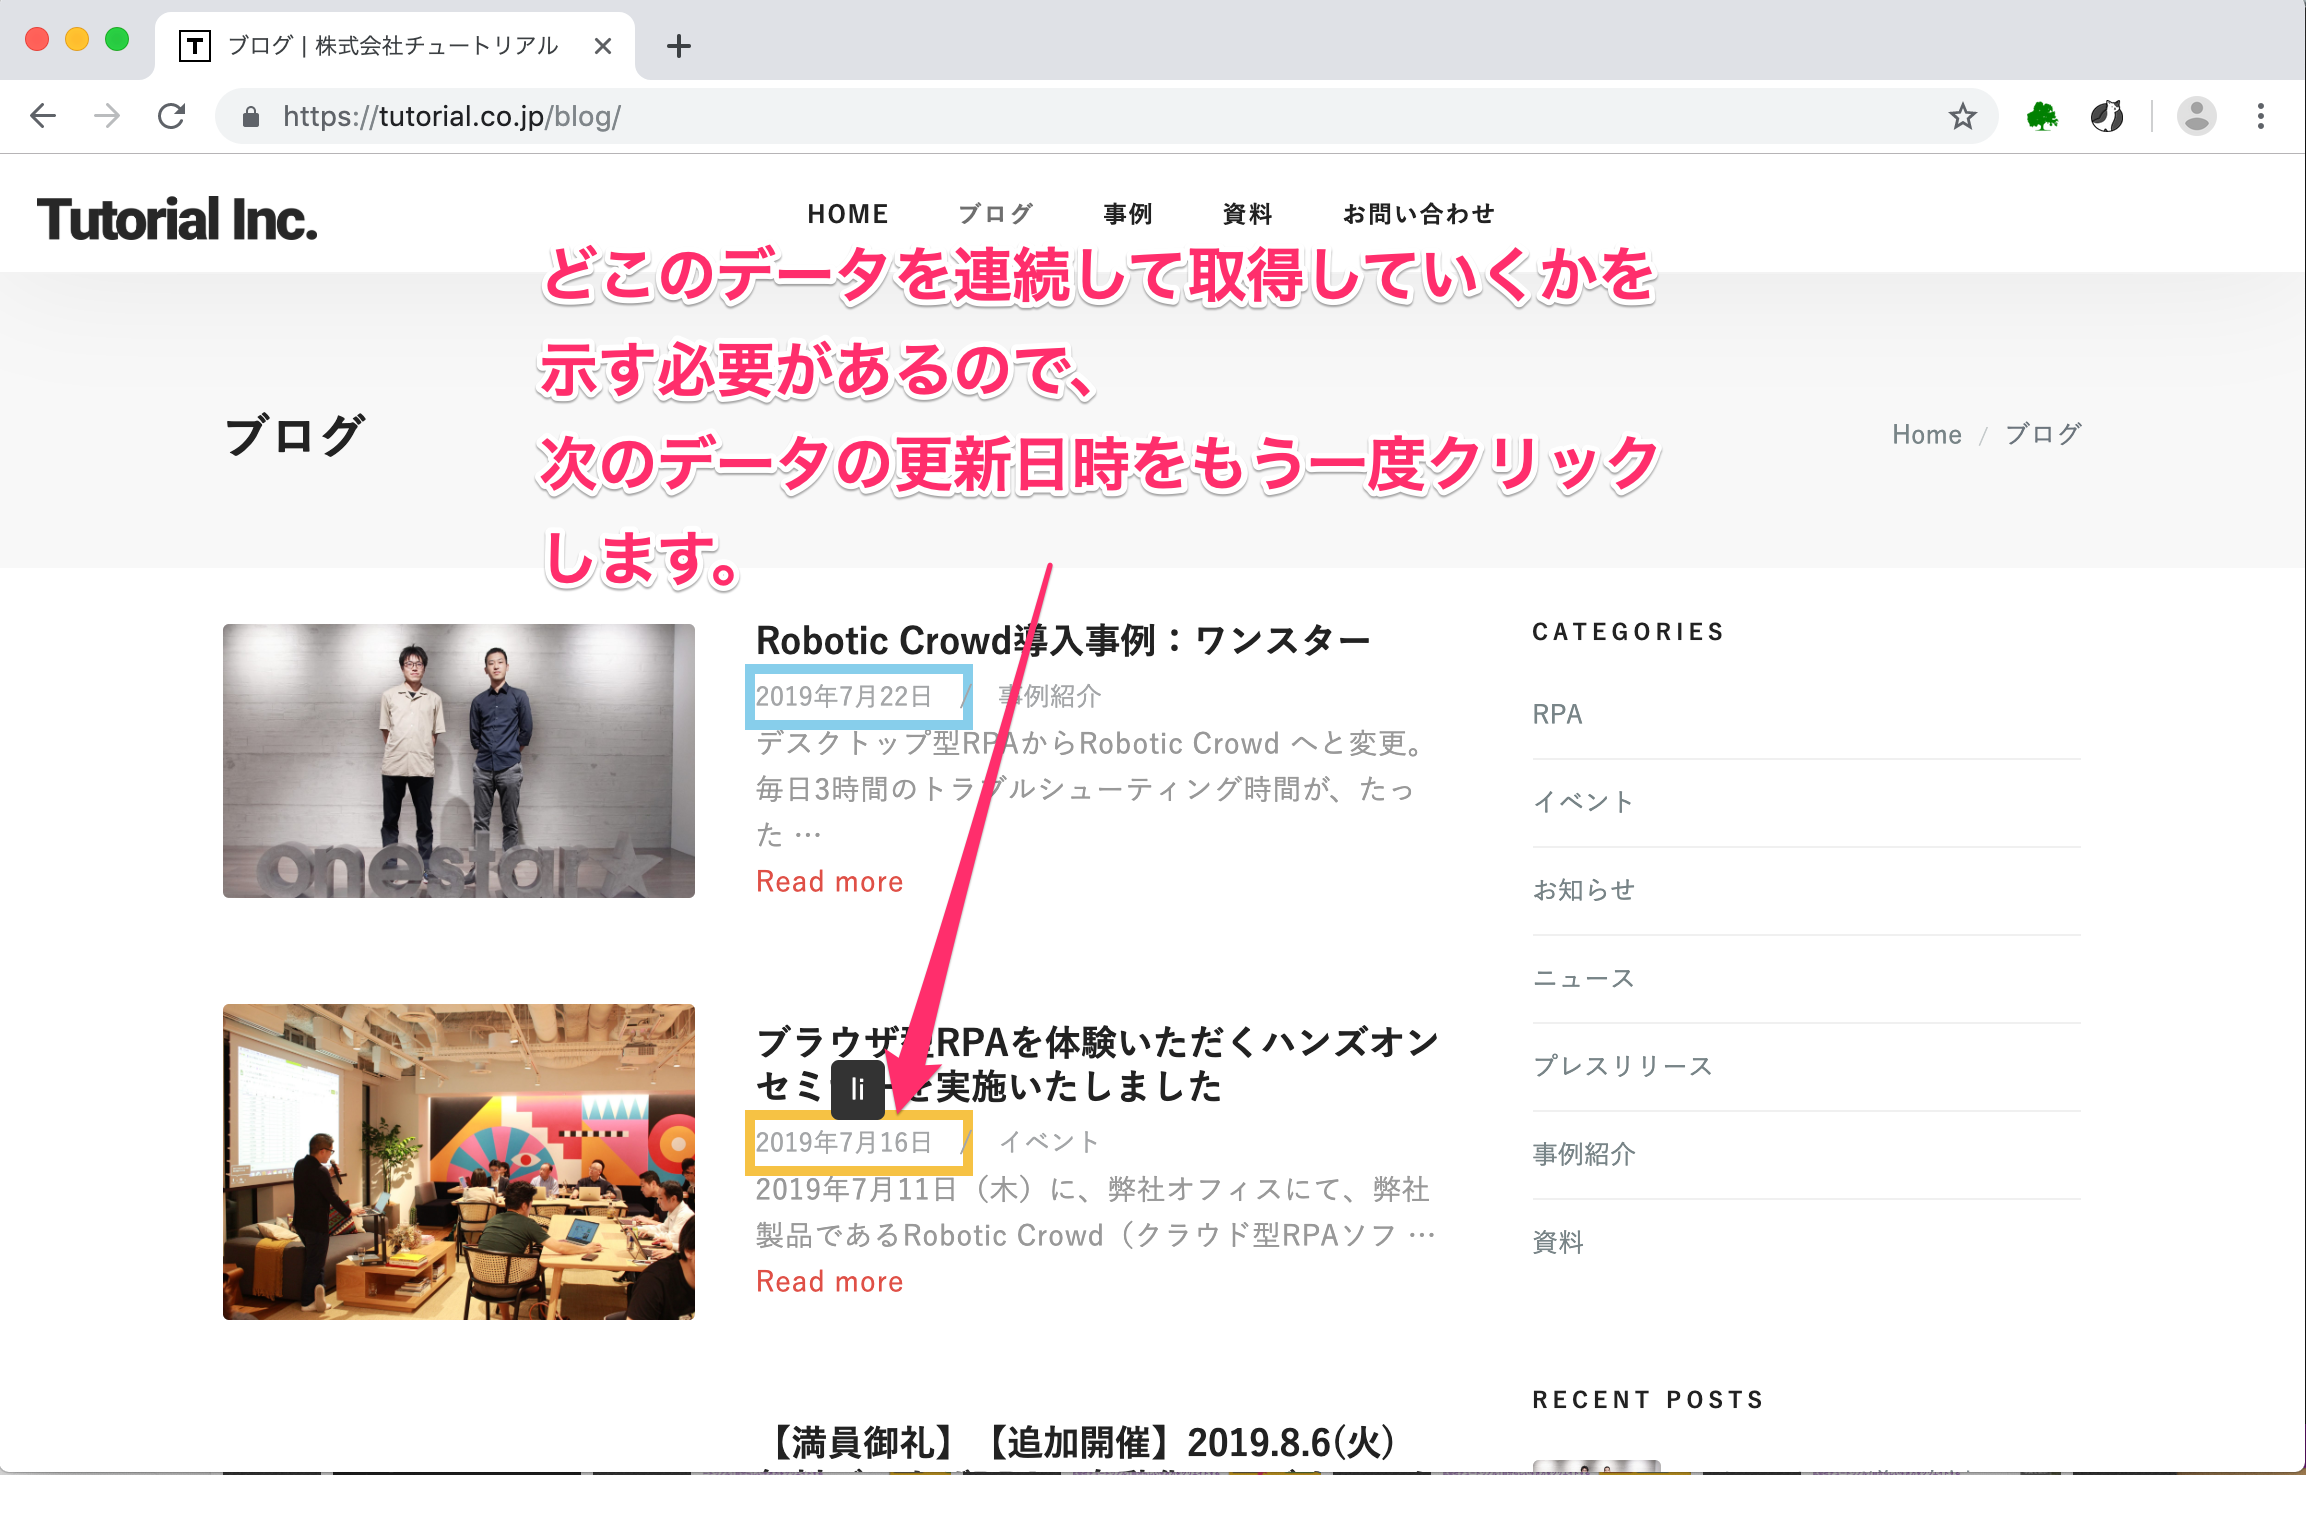 ブログ | 株式会社チュートリアル
https://tutorial.co.jp/blog/
Tutorial Inc.
HOME ブログ 事例 資料 お問い合わせ
どこのデータを連続して取得していくかを
示す必要があるので、
次のデータの更新日時をもう一度クリック
します。
ブログ
Home / ブログ
Robotic Crowd導入事例：ワンスター
2019年7月22日 / 事例紹介
デスクトップ型RPAからRobotic Crowd へと変更。
毎日3時間のトラブルシューティング時間が、たっ
た …
Read more
onestar
ブラウザ型RPAを体験いただくハンズオン
セミナーを実施いたしました
li
2019年7月16日 / イベント
2019年7月11日（木）に、弊社オフィスにて、弊社
製品であるRobotic Crowd（クラウド型RPAソフ …
Read more
【満員御礼】【追加開催】2019.8.6(火)
CATEGORIES
RPA
イベント
お知らせ
ニュース
プレスリリース
事例紹介
資料
RECENT POSTS